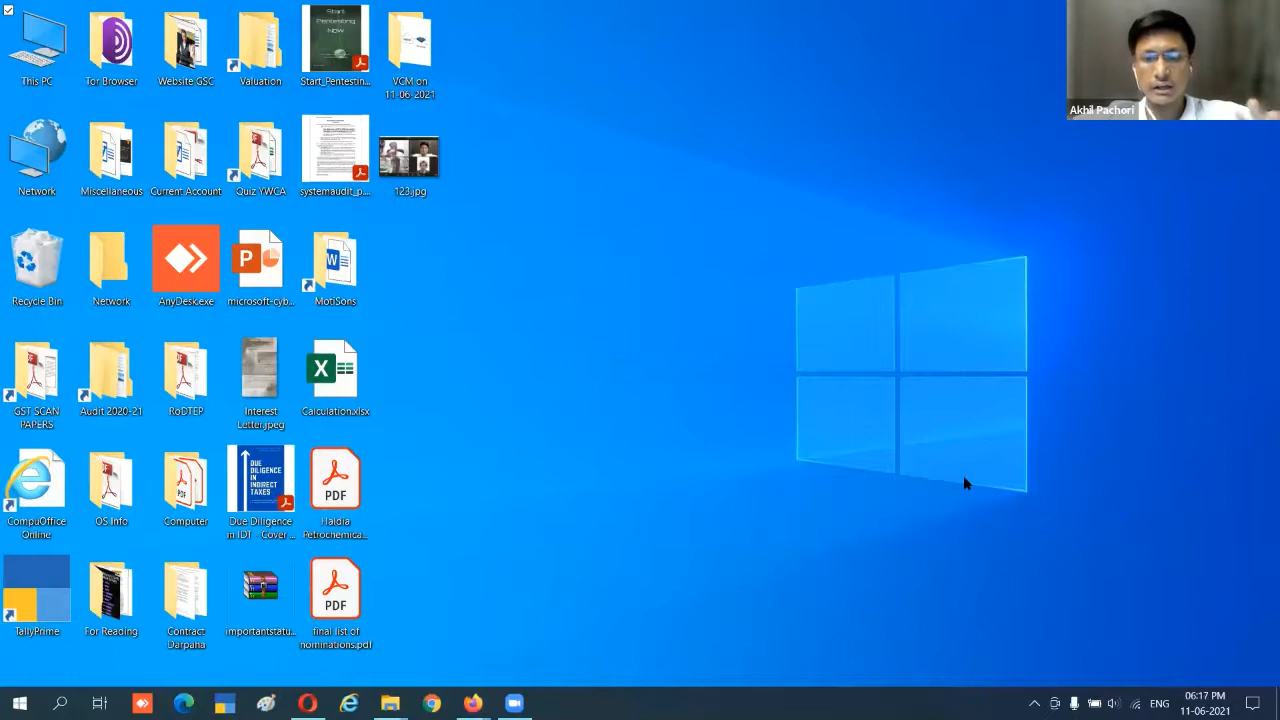 This PC
Tor Browser
Website GSC
Valuation
Start Pentesting Now
Start_Pentestin...
VCM on
11-06-2021
Akhil Pachori
Network
Miscellaneous
Current Account
Quiz YWCA
systemaudit_p...
123.jpg
Recycle Bin
Network
AnyDesk.exe
microsoft-cyb...
MotiSons
GST SCAN
PAPERS
Audit 2020-21
RoDTEP
Interest
Letter.jpeg
Calculation.xlsx
DUE
DILIGENCE
IN
INDIRECT
TAXES
PDF
CompuOffice
Online
OS Info
Computer
Due Diligence
in IDT - Cover ...
Haldia
Petrochemica...
PDF
TallyPrime
For Reading
Contract
Darpana
importantstatu...
final list of
nominations.pdf
ENG
06:17 PM
11-06-2021